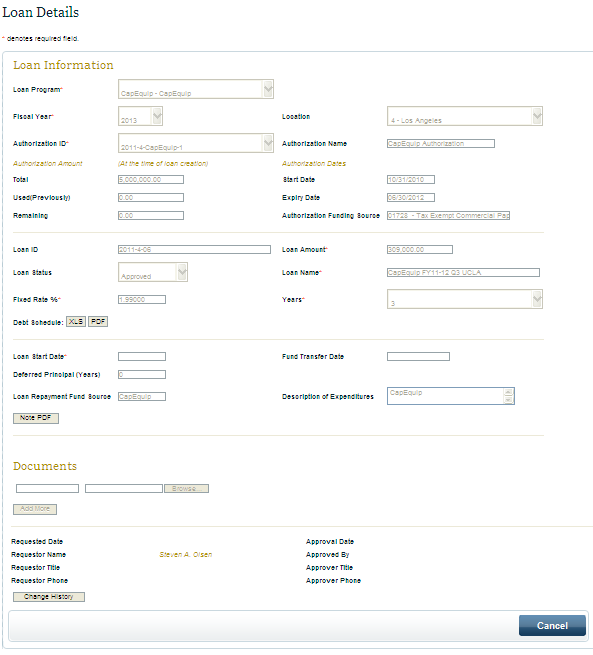 Loan Details
* denotes required field.
Loan Information
Loan Program* CapEquip - CapEquip
Fiscal Year* 2013 Location 4 - Los Angeles
Authorization ID* 2011-4-CapEquip-1 Authorization Name CapEquip Authorization
Authorization Amount (At the time of loan creation) Authorization Dates
Total 5,000,000.00 Start Date 10/31/2010
Used(Previously) 0.00 Expiry Date 06/30/2012
Remaining 0.00 Authorization Funding Source 01728 - Tax Exempt Commercial Pap
Loan ID 2011-4-06 Loan Amount* 309,000.00
Loan Status Approved Loan Name* CapEquip FY11-12 Q3 UCLA
Fixed Rate %* 1.99000 Years* 3
Debt Schedule: XLS PDF
Loan Start Date* Fund Transfer Date
Deferred Principal (Years) 0
Loan Repayment Fund Source CapEquip Description of Expenditures CapEquip
Note PDF
Documents
Browse...
Add More
Requested Date Approval Date
Requestor Name Steven A. Olsen Approved By
Requestor Title Approver Title
Requestor Phone Approver Phone
Change History
Cancel